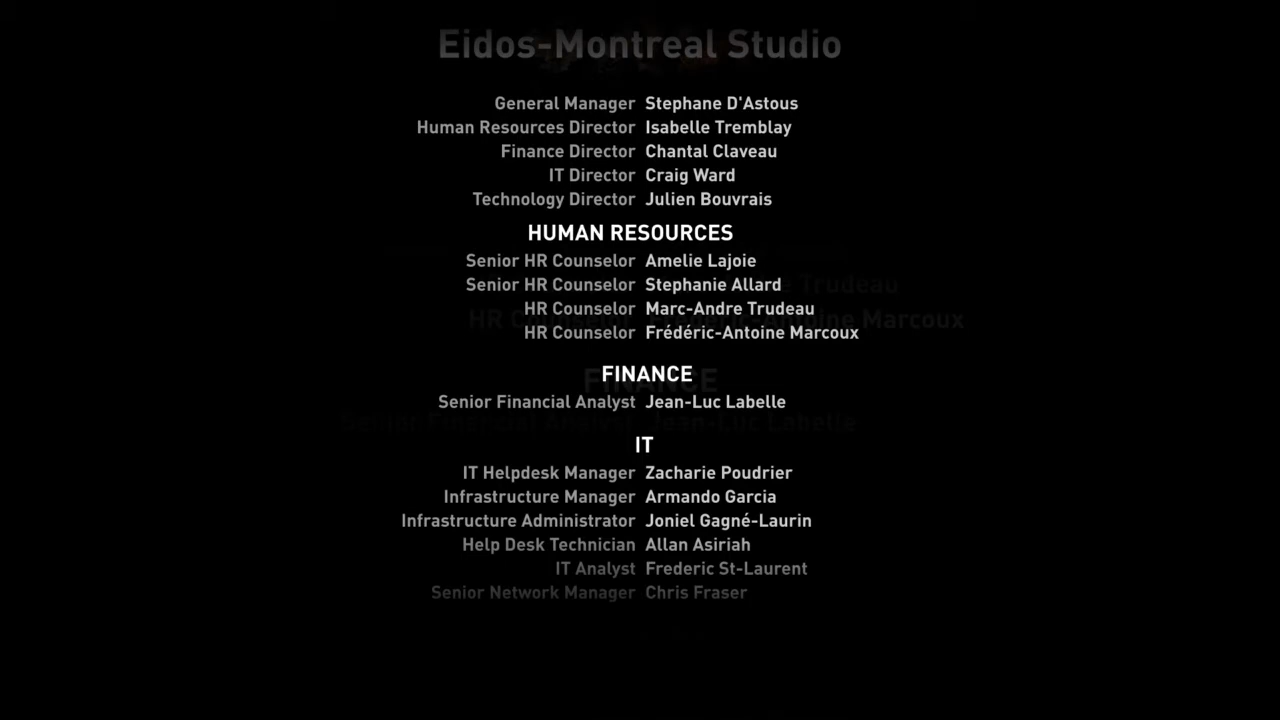 Eidos-Montreal Studio
General Manager Stephane D'Astous
Human Resources Director Isabelle Tremblay
Finance Director Chantal Claveau
IT Director Craig Ward
Technology Director Julien Bouvrais
HUMAN RESOURCES
Senior HR Counselor Amelie Lajoie
Senior HR Counselor Stephanie Allard
HR Counselor Marc-Andre Trudeau
HR Counselor Frédéric-Antoine Marcoux
FINANCE
Senior Financial Analyst Jean-Luc Labelle
IT
IT Helpdesk Manager Zacharie Poudrier
Infrastructure Manager Armando Garcia
Infrastructure Administrator Joniel Gagné-Laurin
Help Desk Technician Allan Asiriah
IT Analyst Frederic St-Laurent
Senior Network Manager Chris Fraser